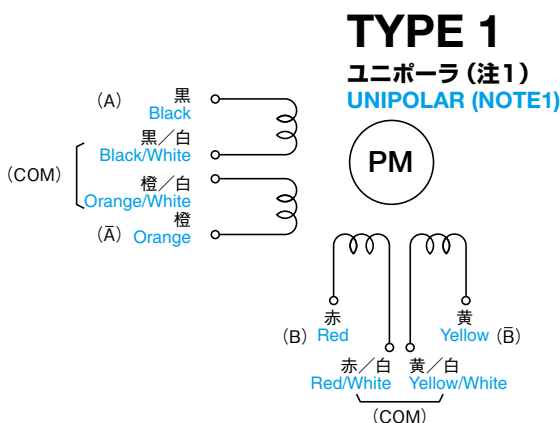 TYPE 1
ユニポーラ（注1）
UNIPOLAR (NOTE1)
(A) 黒
Black
黒／白
Black/White
(COM)
橙／白
Orange/White
橙
(Ā) Orange
PM
赤
(B) Red
黄
Yellow (B̄)
赤／白 黄／白
Red/White Yellow/White
(COM)